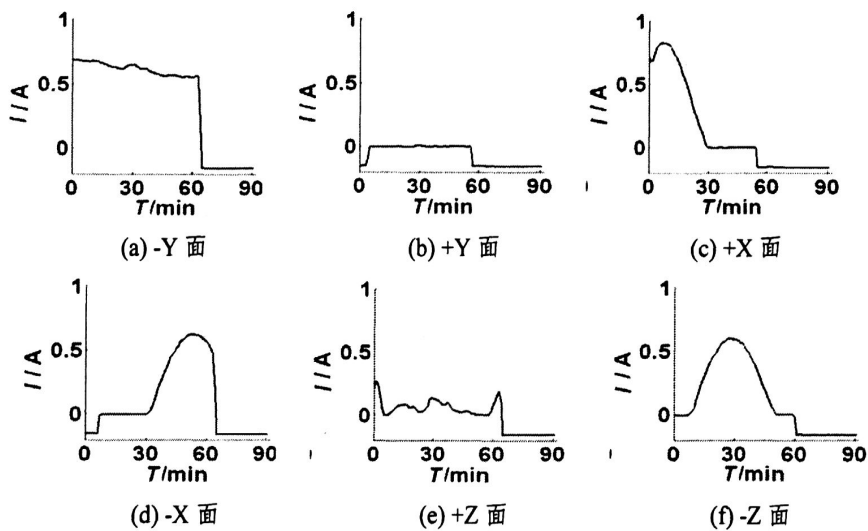 I / A
1
0.5
0
0 30 60 90
T/min
(a) -Y 面
I / A
1
0.5
0
0 30 60 90
T/min
(b) +Y 面
I / A
1
0.5
0
0 30 60 90
T/min
(c) +X 面
I / A
1
0.5
0
0 30 60 90
T/min
(d) -X 面
I / A
1
0.5
0
0 30 60 90
T/min
(e) +Z 面
I / A
1
0.5
0
0 30 60 90
T/min
(f) -Z 面